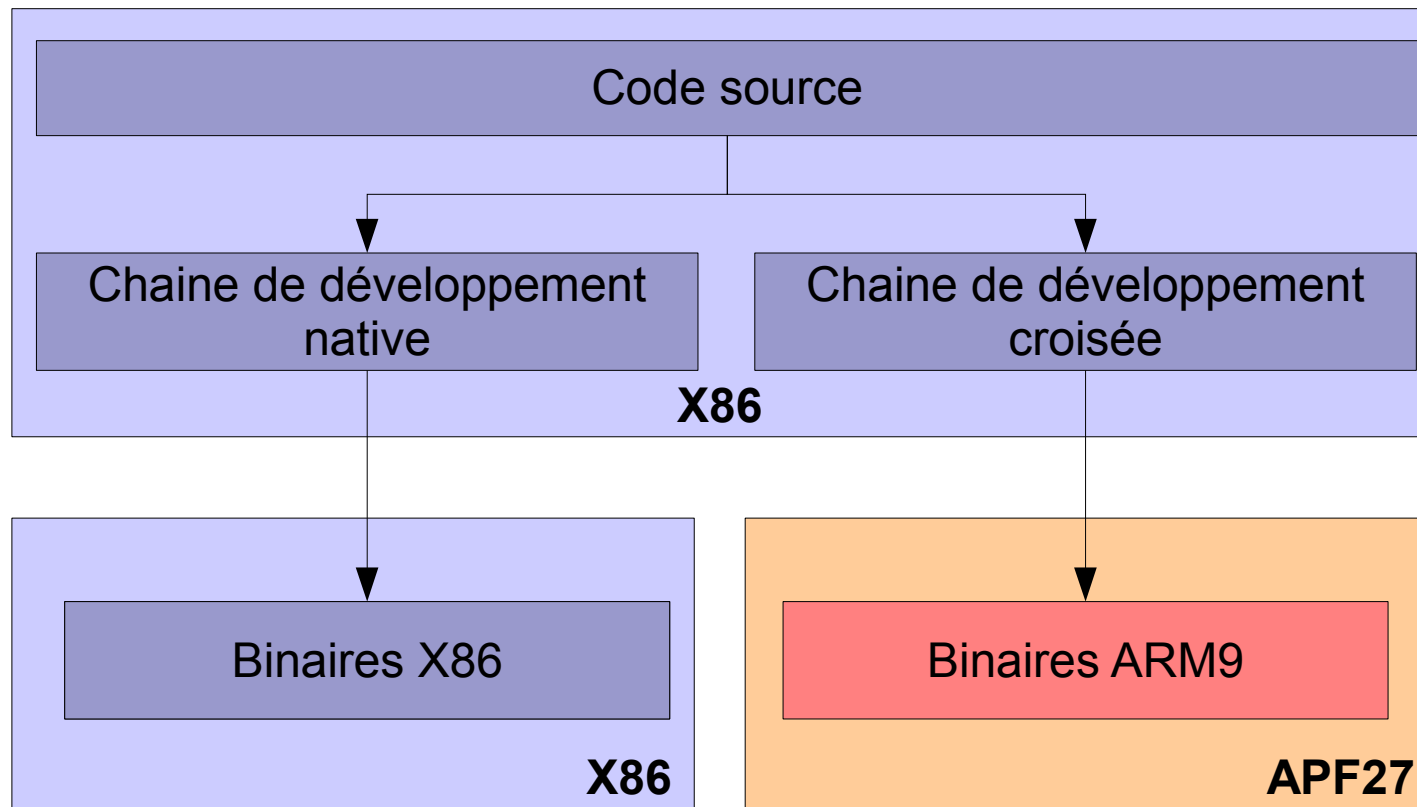 Code source
Chaine de développement
native
Chaine de développement
croisée
X86
Binaires X86
Binaires ARM9
X86
APF27